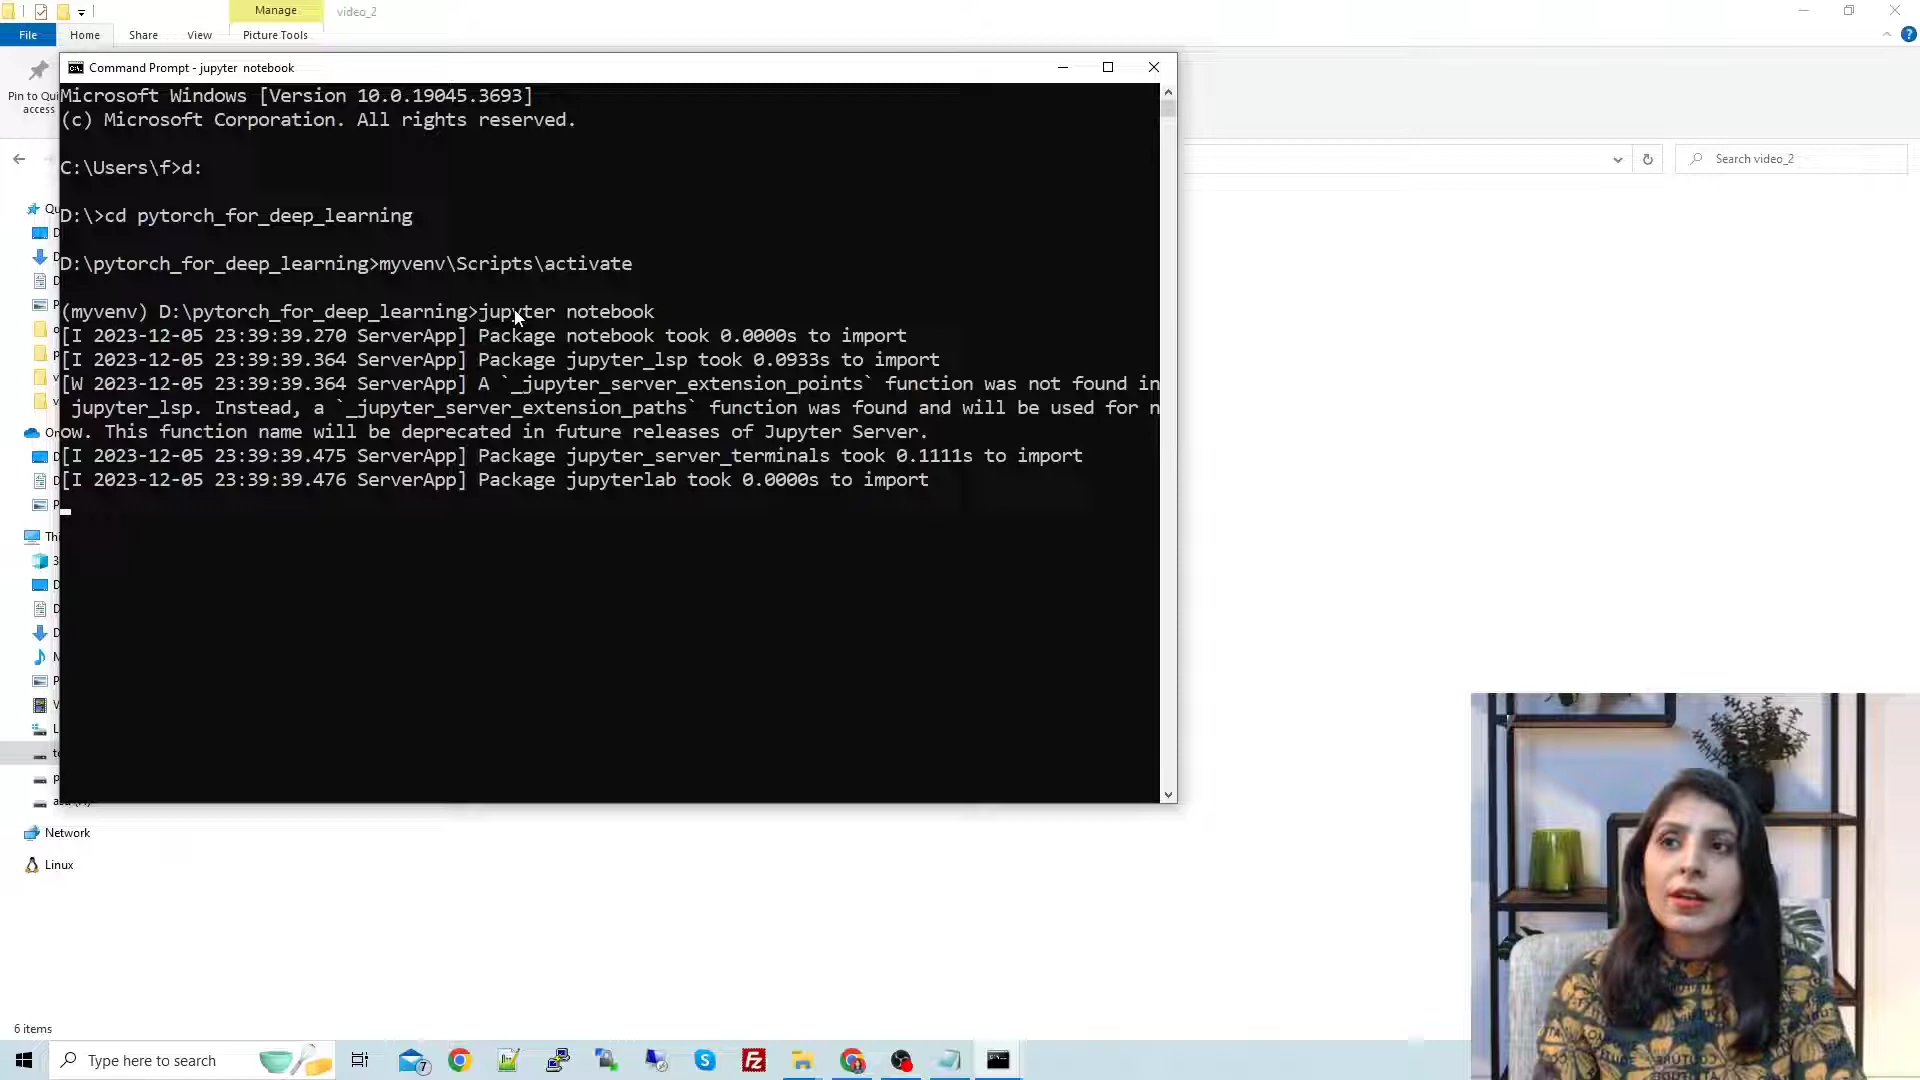 Manage
video_2
File
Home
Share
View
Picture Tools
Command Prompt - jupyter notebook
Pin to Qui
access
Microsoft Windows [Version 10.0.19045.3693]
(c) Microsoft Corporation. All rights reserved.
C:\Users\f>d:
Search video_2
D:\>cd pytorch_for_deep_learning
D:\pytorch_for_deep_learning>myvenv\Scripts\activate
(myvenv) D:\pytorch_for_deep_learning>jupyter notebook
[I 2023-12-05 23:39:39.270 ServerApp] Package notebook took 0.0000s to import
[I 2023-12-05 23:39:39.364 ServerApp] Package jupyter_lsp took 0.0933s to import
[W 2023-12-05 23:39:39.364 ServerApp] A `_jupyter_server_extension_points` function was not found in
jupyter_lsp. Instead, a `_jupyter_server_extension_paths` function was found and will be used for n
ow. This function name will be deprecated in future releases of Jupyter Server.
[I 2023-12-05 23:39:39.475 ServerApp] Package jupyter_server_terminals took 0.1111s to import
[I 2023-12-05 23:39:39.476 ServerApp] Package jupyterlab took 0.0000s to import
Network
Linux
6 items
Type here to search
7